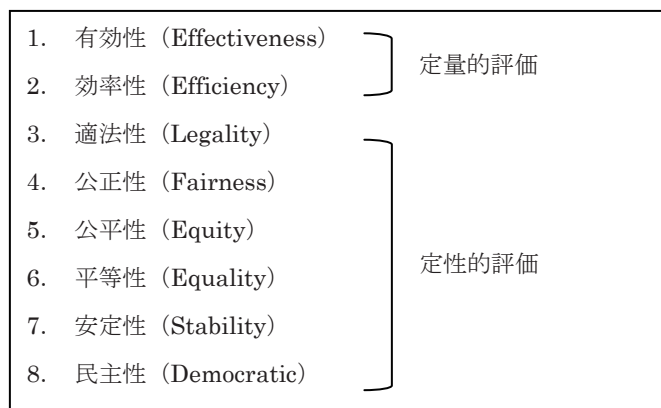 1. 有効性（Effectiveness）
2. 効率性（Efficiency）
定量的評価
3. 適法性（Legality）
4. 公正性（Fairness）
5. 公平性（Equity）
6. 平等性（Equality）
7. 安定性（Stability）
8. 民主性（Democratic）
定性的評価